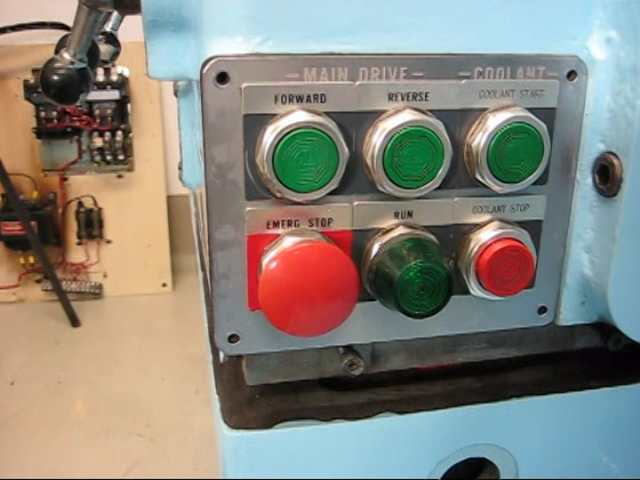 MAIN DRIVE COOLANT
FORWARD REVERSE COOLANT START
EMERG STOP RUN COOLANT STOP